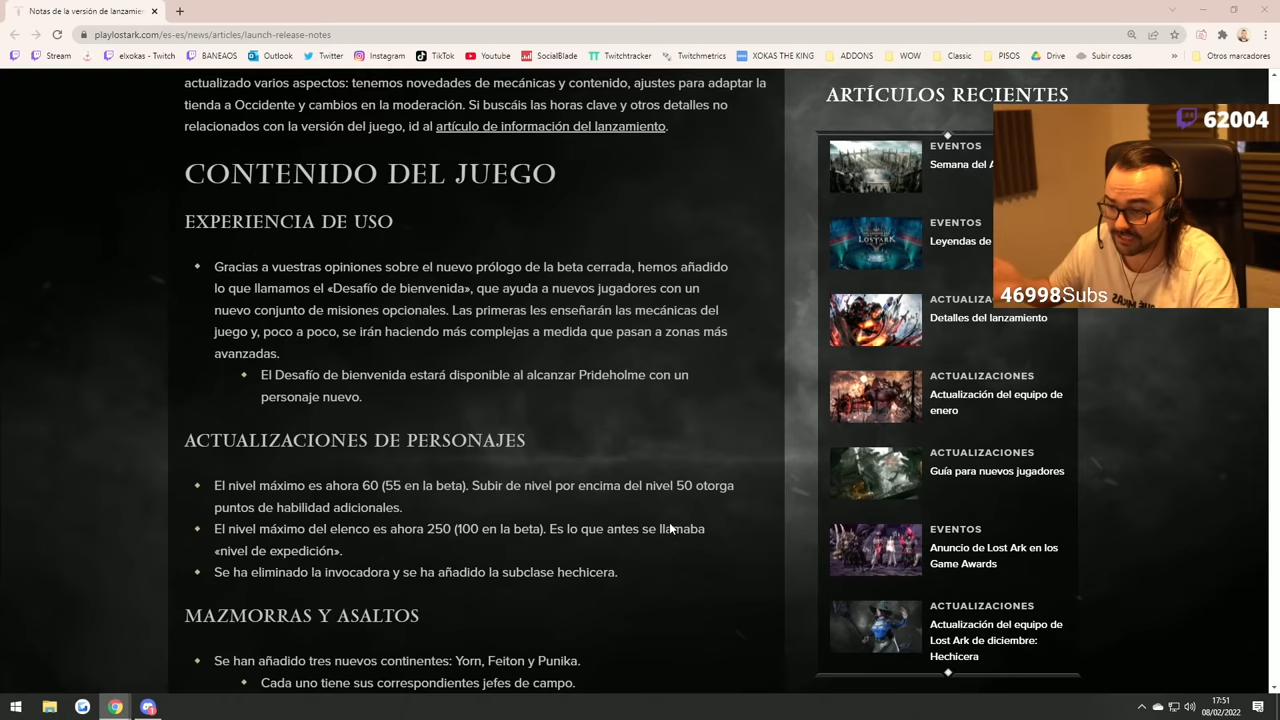 Notas de la versión de lanzamien
playlostark.com/es-es/news/articles/launch-release-notes
Stream
elxokas - Twitch
BANEAOS
Outlook
Twitter
Instagram
TikTok
Youtube
SocialBlade
Twitchtracker
Twitchmetrics
XOKAS THE KING
ADDONS
WOW
Classic
PISOS
Drive
Subir cosas
»
Otros marcadores
actualizado varios aspectos: tenemos novedades de mecánicas y contenido, ajustes para adaptar la
tienda a Occidente y cambios en la moderación. Si buscáis las horas clave y otros detalles no
relacionados con la versión del juego, id al artículo de información del lanzamiento.
CONTENIDO DEL JUEGO
EXPERIENCIA DE USO
Gracias a vuestras opiniones sobre el nuevo prólogo de la beta cerrada, hemos añadido
lo que llamamos el «Desafío de bienvenida», que ayuda a nuevos jugadores con un
nuevo conjunto de misiones opcionales. Las primeras les enseñarán las mecánicas del
juego y, poco a poco, se irán haciendo más complejas a medida que pasan a zonas más
avanzadas.
El Desafío de bienvenida estará disponible al alcanzar Prideholme con un
personaje nuevo.
ACTUALIZACIONES DE PERSONAJES
El nivel máximo es ahora 60 (55 en la beta). Subir de nivel por encima del nivel 50 otorga
puntos de habilidad adicionales.
El nivel máximo del elenco es ahora 250 (100 en la beta). Es lo que antes se llamaba
«nivel de expedición».
Se ha eliminado la invocadora y se ha añadido la subclase hechicera.
MAZMORRAS Y ASALTOS
Se han añadido tres nuevos continentes: Yorn, Feiton y Punika.
Cada uno tiene sus correspondientes jefes de campo.
ARTÍCULOS RECIENTES
EVENTOS
Semana del A
EVENTOS
Leyendas de
LOST ARK
ACTUALIZA
Detalles del lanzamiento
ACTUALIZACIONES
Actualización del equipo de
enero
ACTUALIZACIONES
Guía para nuevos jugadores
EVENTOS
Anuncio de Lost Ark en los
Game Awards
ACTUALIZACIONES
Actualización del equipo de
Lost Ark de diciembre:
Hechicera
62004
46998Subs
17:51
08/02/2022